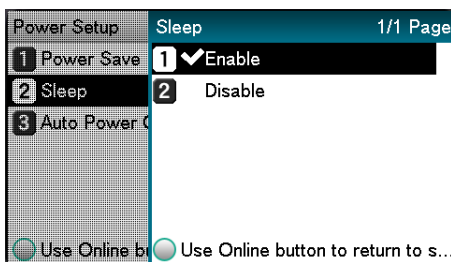 Power Setup
1 Power Save
2 Sleep
3 Auto Power
Use Online
Sleep 1/1 Page
1 ✔Enable
2 Disable
Use Online button to return to s...